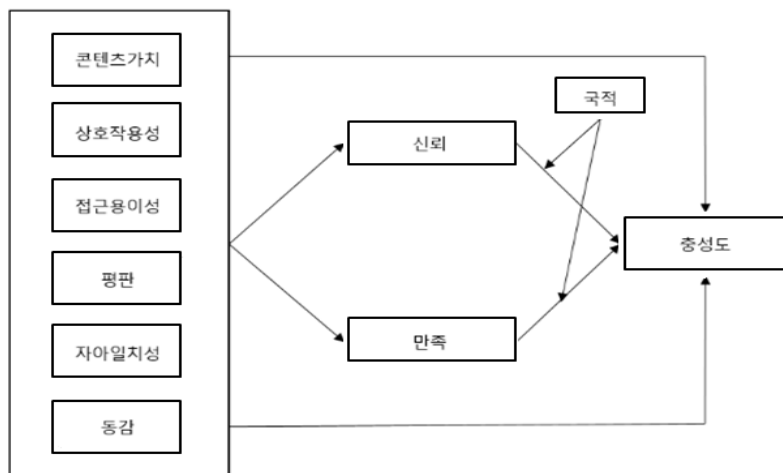 콘텐츠가치
상호작용성
접근용이성
평판
자아일치성
동감
신뢰
만족
국적
충성도